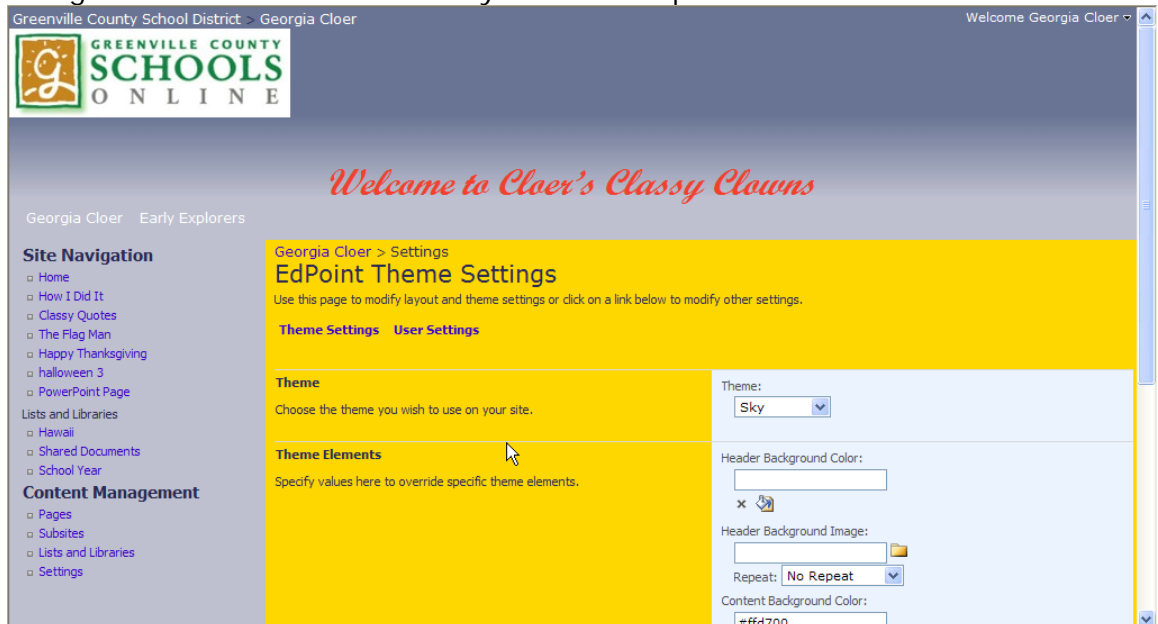 Greenville County School District > Georgia Cloer
Welcome Georgia Cloer
GREENVILLE COUNTY
SCHOOLS
ONLINE
Welcome to Cloer's Classy Clowns
Georgia Cloer Early Explorers
Site Navigation
Home
How I Did It
Classy Quotes
The Flag Man
Happy Thanksgiving
halloween 3
PowerPoint Page
Lists and Libraries
Hawaii
Shared Documents
School Year
Content Management
Pages
Subsites
Lists and Libraries
Settings
Georgia Cloer > Settings
EdPoint Theme Settings
Use this page to modify layout and theme settings or click on a link below to modify other settings.
Theme Settings User Settings
Theme
Choose the theme you wish to use on your site.
Theme:
Sky
Theme Elements
Specify values here to override specific theme elements.
Header Background Color:
Header Background Image:
Repeat: No Repeat
Content Background Color:
#ffd700